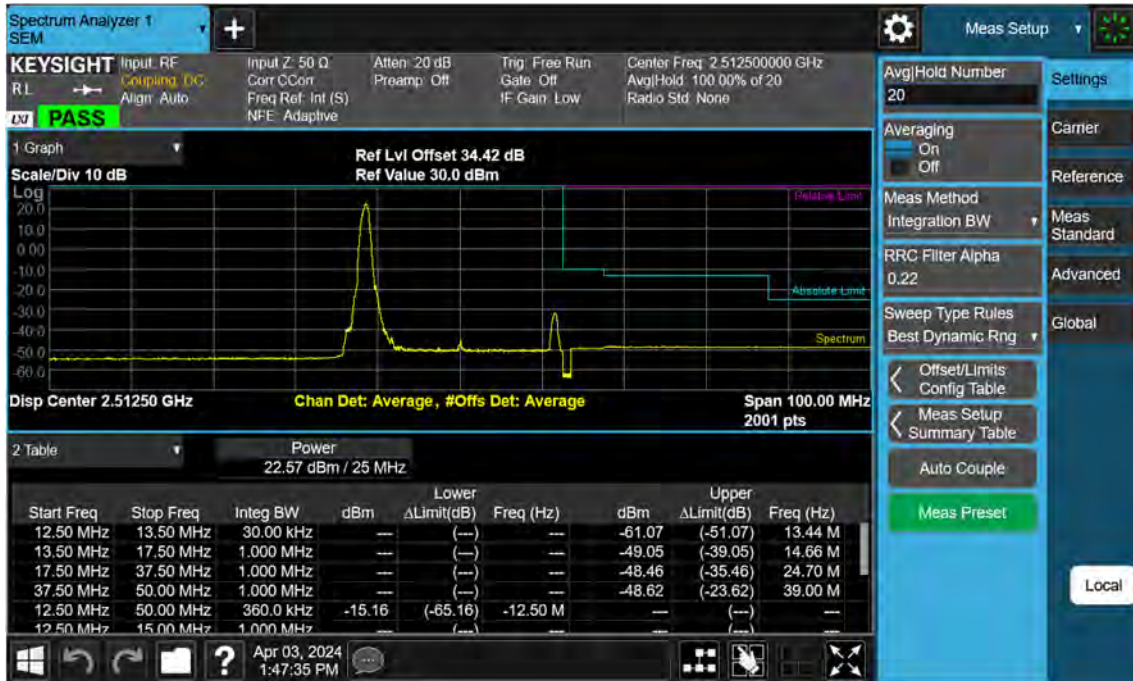 Spectrum Analyzer 1
SEM
+
Meas Setup
KEYSIGHT
RL
LXI
PASS
Input: RF
Coupling: DC
Align: Auto
Input Z: 50 Ω
Corr CCorr
Freq Ref: Int (S)
NFE: Adaptive
Atten: 20 dB
Preamp: Off
Trig: Free Run
Gate: Off
IF Gain: Low
Center Freq: 2.512500000 GHz
Avg|Hold: 100.00% of 20
Radio Std: None
1 Graph
Scale/Div 10 dB
Ref Lvl Offset 34.42 dB
Ref Value 30.0 dBm
Log
20.0
10.0
0.00
-10.0
-20.0
-30.0
-40.0
-50.0
-60.0
Relative Limit
Absolute Limit
Spectrum
Disp Center 2.51250 GHz
Chan Det: Average, #Offs Det: Average
Span 100.00 MHz
2001 pts
2 Table
Power
22.57 dBm / 25 MHz
Lower Upper
Start Freq Stop Freq Integ BW dBm ΔLimit(dB) Freq (Hz) dBm ΔLimit(dB) Freq (Hz)
12.50 MHz 13.50 MHz 30.00 kHz --- (---) --- -61.07 (-51.07) 13.44 M
13.50 MHz 17.50 MHz 1.000 MHz --- (---) --- -49.05 (-39.05) 14.66 M
17.50 MHz 37.50 MHz 1.000 MHz --- (---) --- -48.46 (-35.46) 24.70 M
37.50 MHz 50.00 MHz 1.000 MHz --- (---) --- -48.62 (-23.62) 39.00 M
12.50 MHz 50.00 MHz 360.0 kHz -15.16 (-65.16) -12.50 M --- (---) ---
12.50 MHz 15.00 MHz 1.000 MHz --- (---) --- --- (---) ---
?
Apr 03, 2024
1:47:35 PM
Avg|Hold Number
20
Averaging
On
Off
Meas Method
Integration BW
RRC Filter Alpha
0.22
Sweep Type Rules
Best Dynamic Rng
Offset/Limits
Config Table
Meas Setup
Summary Table
Auto Couple
Meas Preset
Settings
Carrier
Reference
Meas
Standard
Advanced
Global
Local